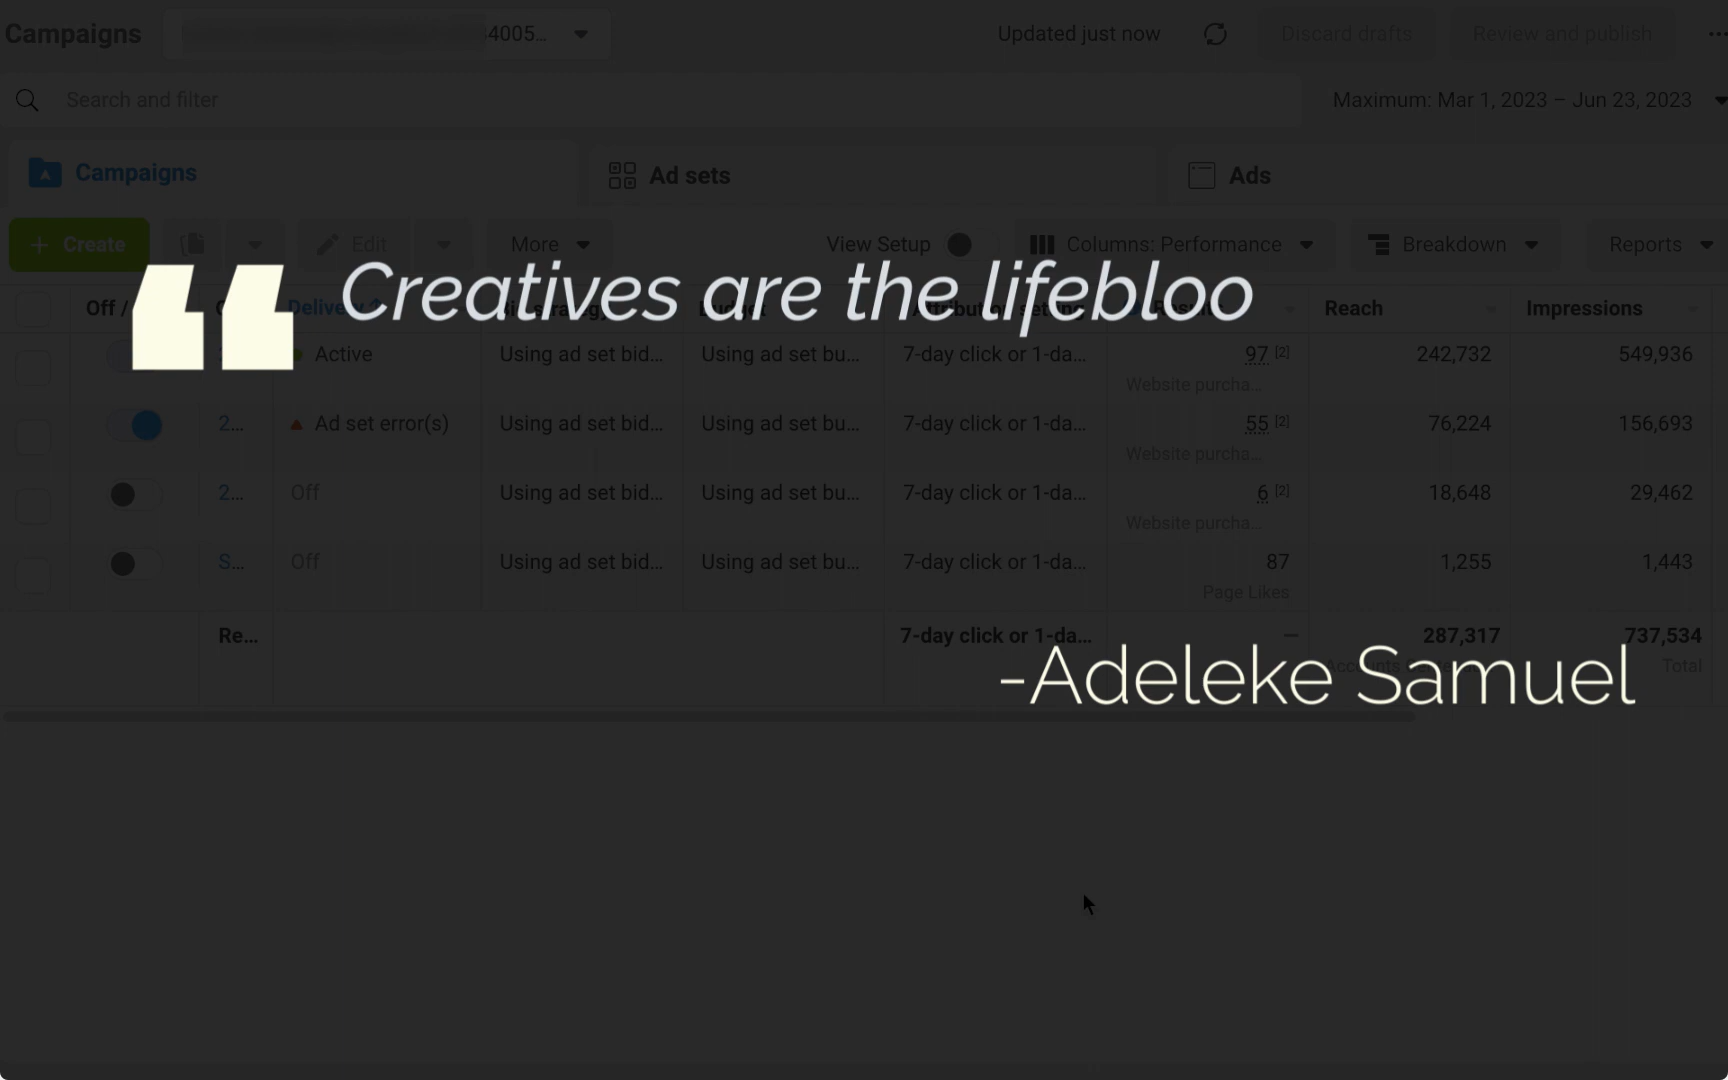 Campaigns 4005...
Updated just now Discard drafts Review and publish
Search and filter
Maximum: Mar 1, 2023 – Jun 23, 2023
Campaigns Ad sets Ads
+ Create Edit More View Setup Columns: Performance Breakdown Reports
“ Creatives are the lifebloo
Off / Delivery Reach Impressions
Active Using ad set bid... Using ad set bu... 7-day click or 1-da... 97 [2] 242,732 549,936
Website purcha...
2... Ad set error(s) Using ad set bid... Using ad set bu... 7-day click or 1-da... 55 [2] 76,224 156,693
Website purcha...
2... Off Using ad set bid... Using ad set bu... 7-day click or 1-da... 6 [2] 18,648 29,462
Website purcha...
S... Off Using ad set bid... Using ad set bu... 7-day click or 1-da... 87 1,255 1,443
Page Likes
Re... 7-day click or 1-da... — 287,317 737,534
Total
-Adeleke Samuel